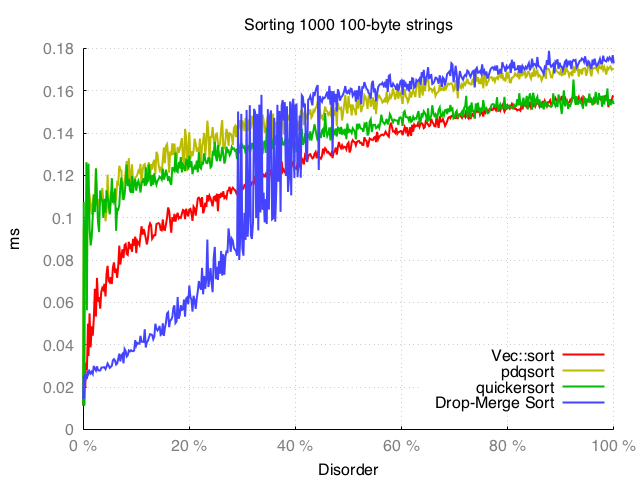 Sorting 1000 100-byte strings
0.18
0.16
0.14
0.12
0.1
0.08
0.06
0.04
0.02
0
ms
Vec::sort
pdqsort
quickersort
Drop-Merge Sort
0 %
20 %
40 %
60 %
80 %
100 %
Disorder